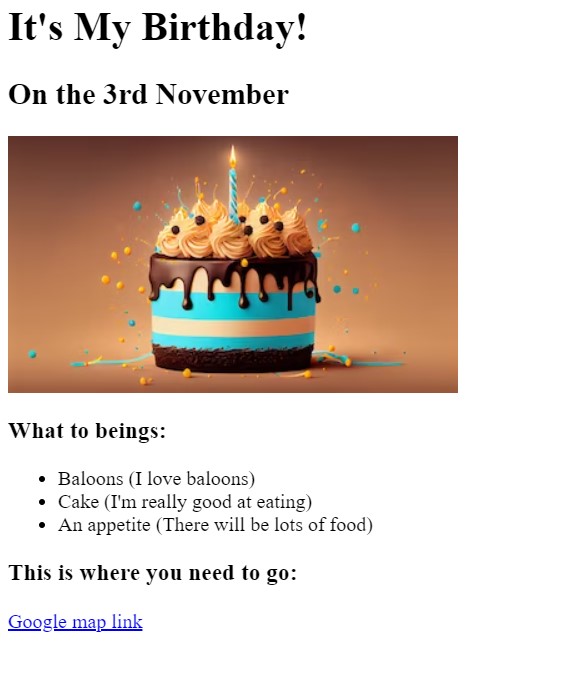 It's My Birthday!
On the 3rd November
What to beings:
Baloons (I love baloons)
Cake (I'm really good at eating)
An appetite (There will be lots of food)
This is where you need to go:
Google map link